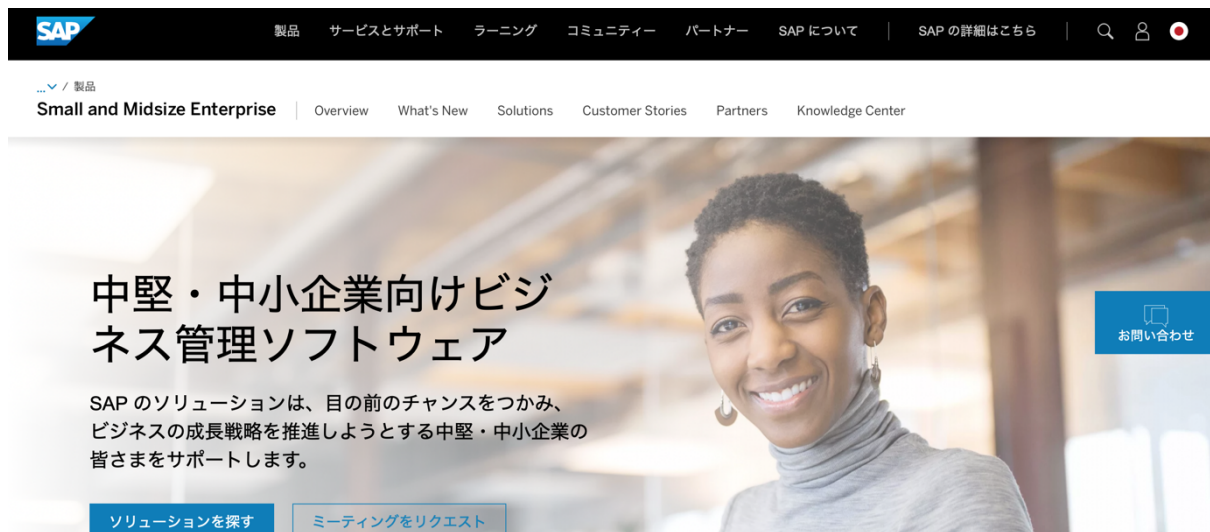 SAP
製品 サービスとサポート ラーニング コミュニティー パートナー SAP について SAP の詳細はこちら
... / 製品
Small and Midsize Enterprise Overview What's New Solutions Customer Stories Partners Knowledge Center
中堅・中小企業向けビジ
ネス管理ソフトウェア
お問い合わせ
SAP のソリューションは、目の前のチャンスをつかみ、
ビジネスの成長戦略を推進しようとする中堅・中小企業の
皆さまをサポートします。
ソリューションを探す ミーティングをリクエスト